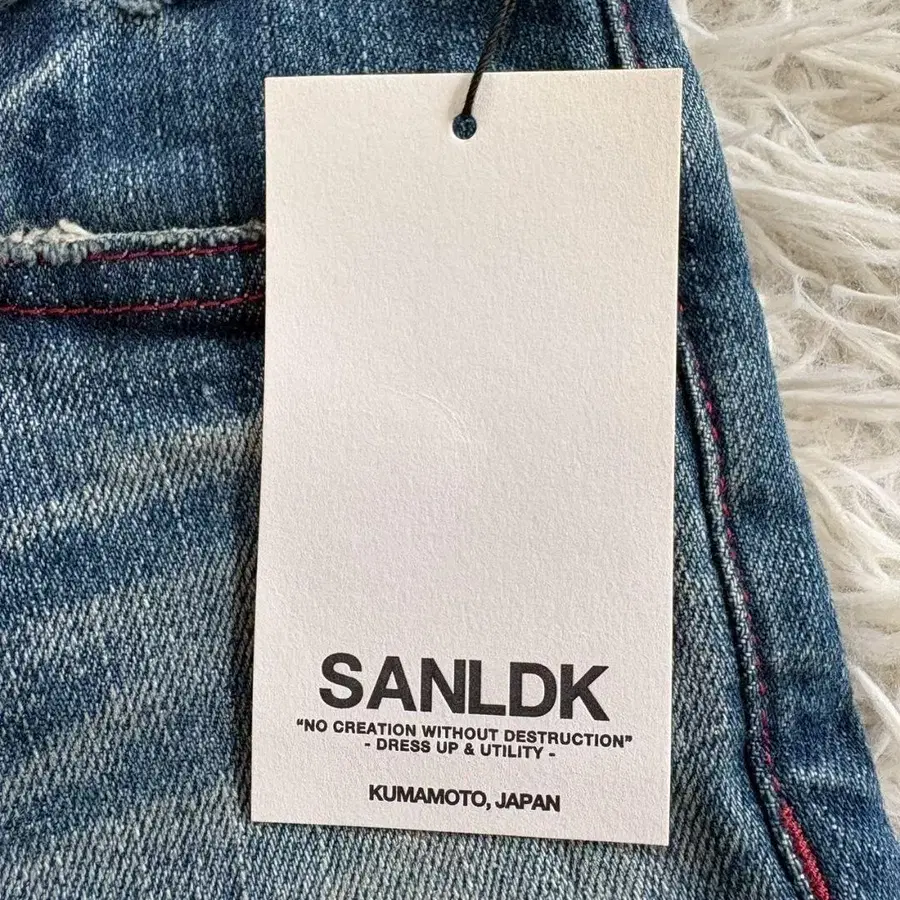 SANLDK
“NO CREATION WITHOUT DESTRUCTION”
- DRESS UP & UTILITY -
KUMAMOTO, JAPAN